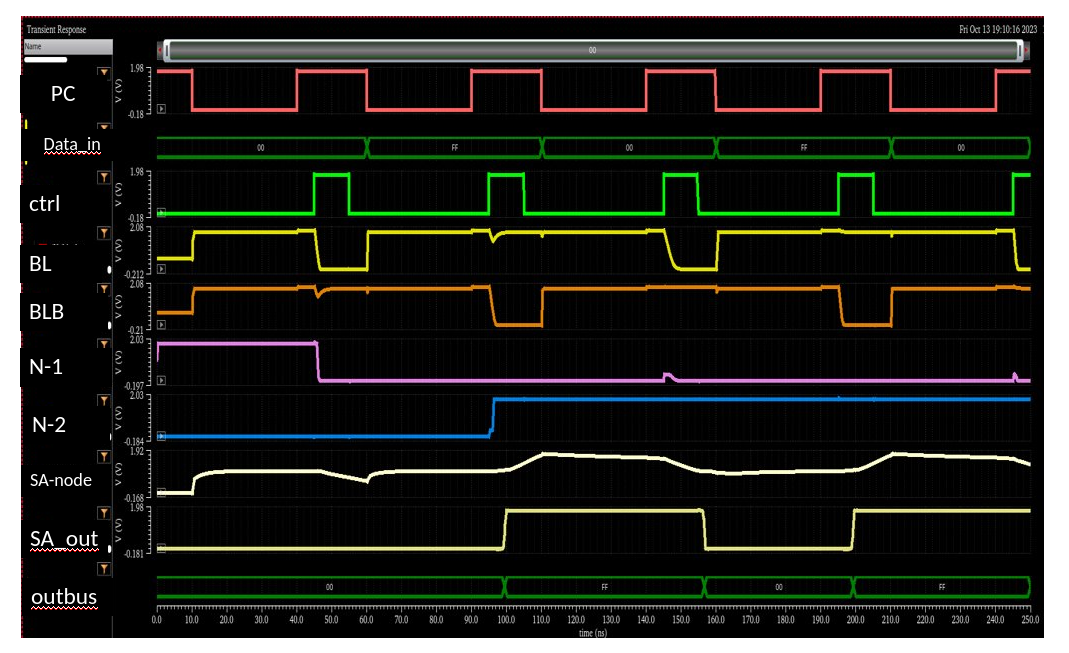 Transient Response
Fri Oct 13 19:10:16 2023
Name
00
PC
V (V)
1.98
-0.18
Data_in
00 FF 00 FF 00
ctrl
V (V)
1.98
-0.18
BL
V (V)
2.08
-0.212
BLB
V (V)
2.08
-0.21
N-1
V (V)
2.03
-0.197
N-2
V (V)
2.03
-0.184
SA-node
V (V)
1.92
-0.168
SA_out
V (V)
1.98
-0.181
outbus
00 FF 00 FF
0.0 10.0 20.0 30.0 40.0 50.0 60.0 70.0 80.0 90.0 100.0 110.0 120.0 130.0 140.0 150.0 160.0 170.0 180.0 190.0 200.0 210.0 220.0 230.0 240.0 250.0
time (ns)